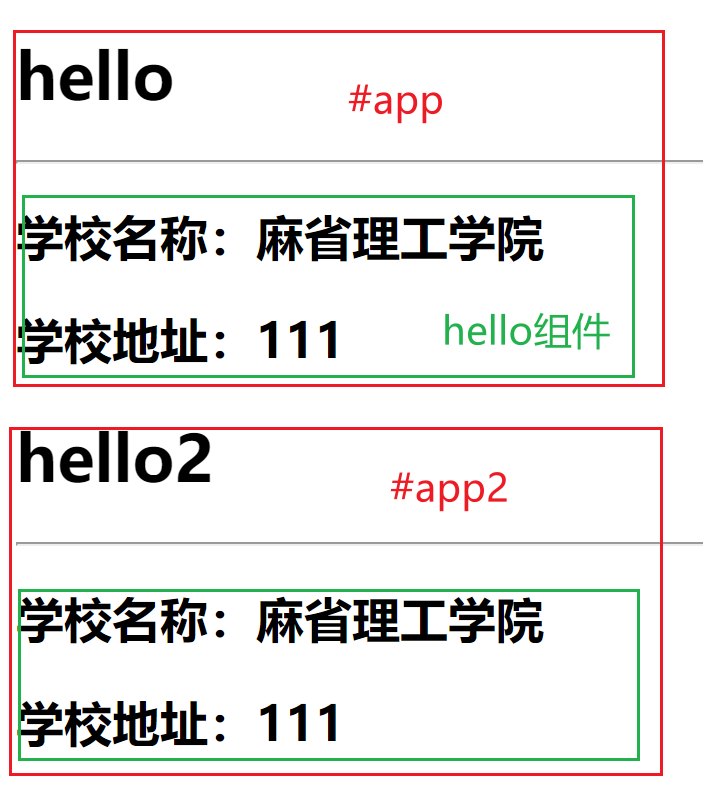 hello
#app
学校名称：麻省理工学院
学校地址：111
hello组件
hello2
#app2
学校名称：麻省理工学院
学校地址：111